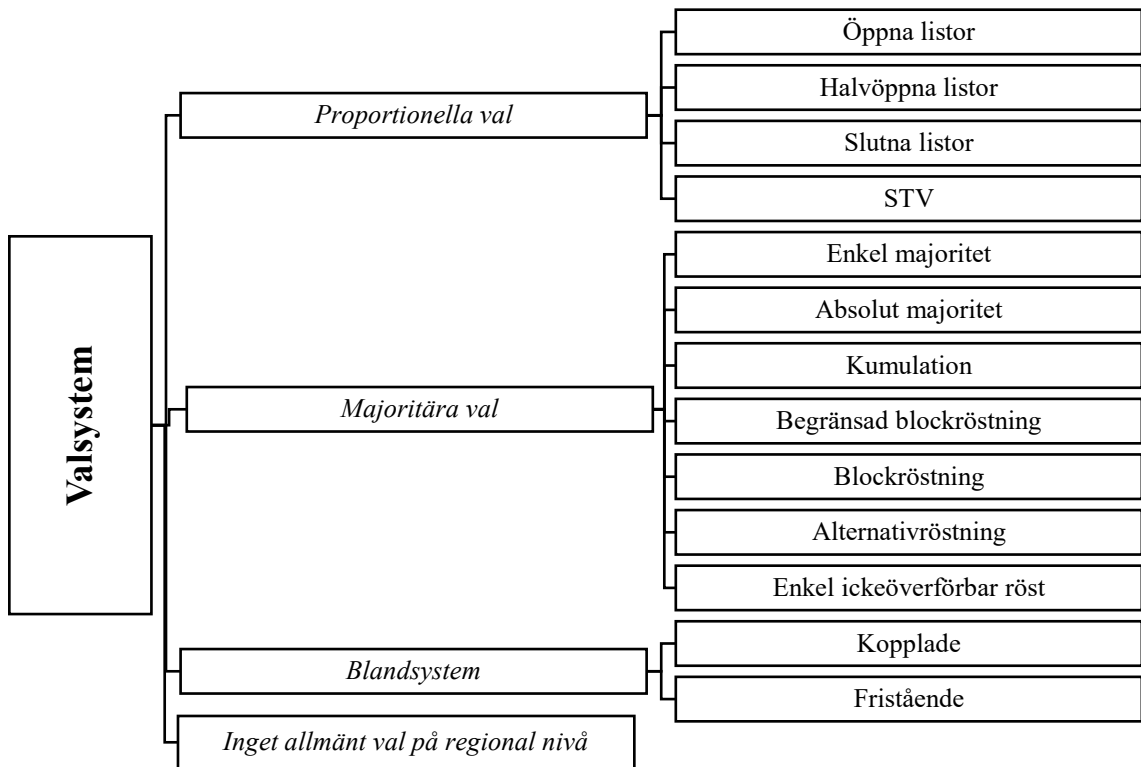 Valsystem
Proportionella val
Öppna listor
Halvöppna listor
Slutna listor
STV
Majoritära val
Enkel majoritet
Absolut majoritet
Kumulation
Begränsad blockröstning
Blockröstning
Alternativröstning
Enkel ickeöverförbar röst
Blandsystem
Kopplade
Fristående
Inget allmänt val på regional nivå